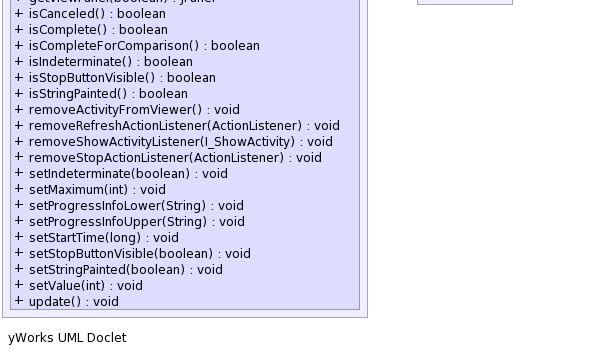 + isCanceled() : boolean
+ isComplete() : boolean
+ isCompleteForComparison() : boolean
+ isIndeterminate() : boolean
+ isStopButtonVisible() : boolean
+ isStringPainted() : boolean
+ removeActivityFromViewer() : void
+ removeRefreshActionListener(ActionListener) : void
+ removeShowActivityListener(I_ShowActivity) : void
+ removeStopActionListener(ActionListener) : void
+ setIndeterminate(boolean) : void
+ setMaximum(int) : void
+ setProgressInfoLower(String) : void
+ setProgressInfoUpper(String) : void
+ setStartTime(long) : void
+ setStopButtonVisible(boolean) : void
+ setStringPainted(boolean) : void
+ setValue(int) : void
+ update() : void
yWorks UML Doclet